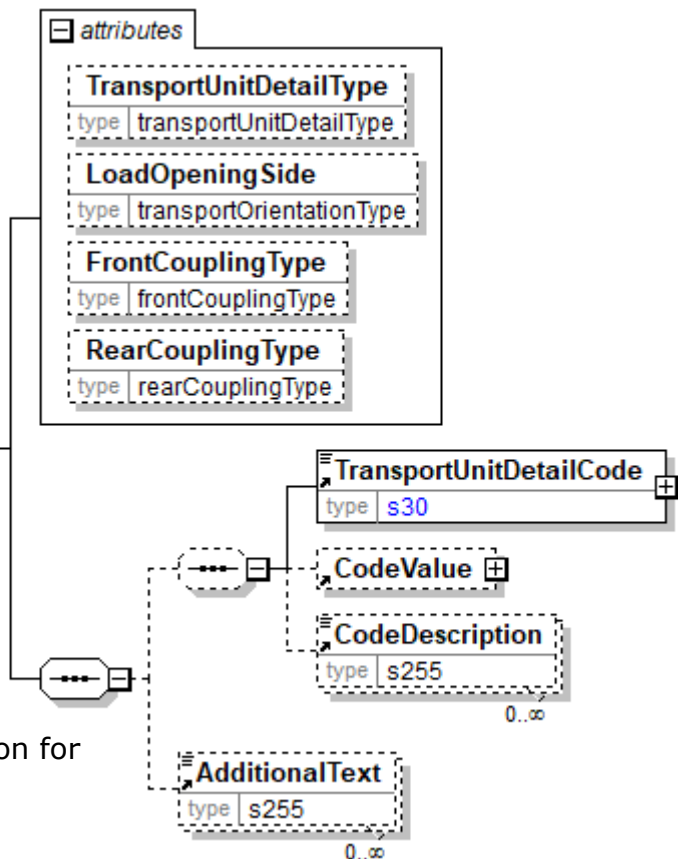 attributes
TransportUnitDetailType
type transportUnitDetailType
LoadOpeningSide
type transportOrientationType
FrontCouplingType
type frontCouplingType
RearCouplingType
type rearCouplingType
TransportUnitDetailCode
type s30
CodeValue
CodeDescription
type s255
0..∞
on for
AdditionalText
type s255
0..∞